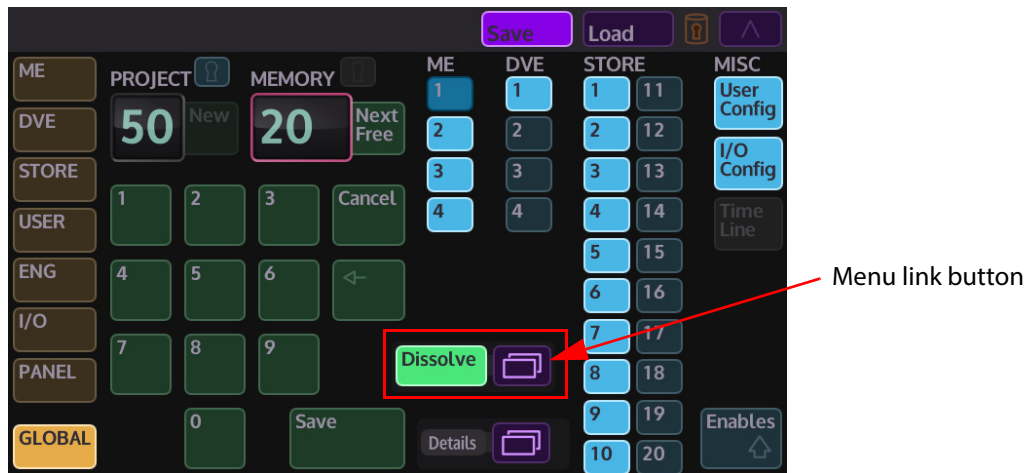 Save Load
ME PROJECT MEMORY ME DVE STORE MISC
1 1 1 11 User Config
DVE 50 New 20 Next Free 2 2 2 12
I/O Config
STORE 3 3 3 13
1 2 3 Cancel 4 4 4 14 Time Line
USER
5 15
ENG 4 5 6 6 16
Menu link button
I/O 7 17
7 8 9 Dissolve
PANEL 8 18
0 Save 9 19 Enables
GLOBAL Details 10 20